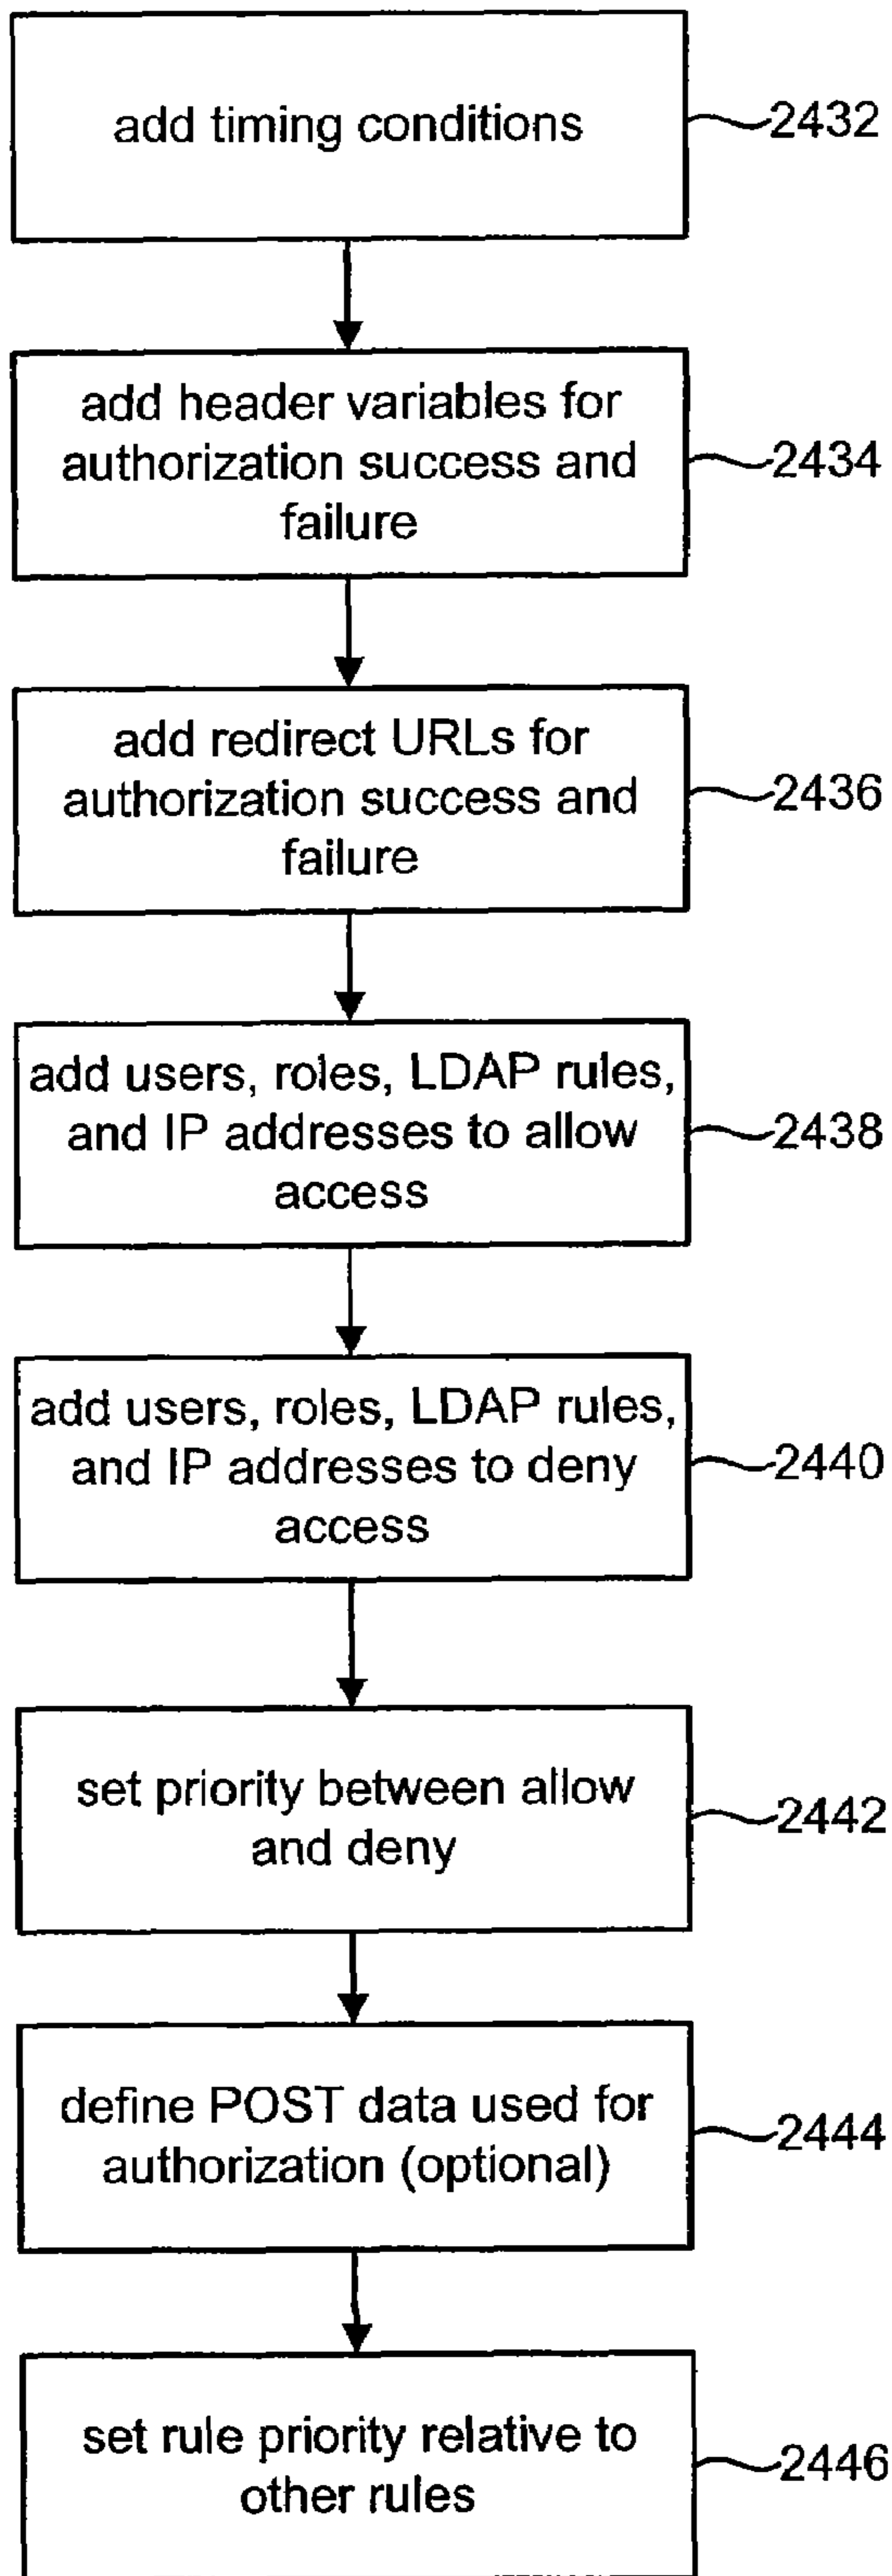 add timing conditions
2432
add header variables for
authorization success and
failure
2434
add redirect URLs for
authorization success and
failure
2436
add users, roles, LDAP rules,
and IP addresses to allow
access
2438
add users, roles, LDAP rules,
and IP addresses to deny
access
2440
set priority between allow
and deny
2442
define POST data used for
authorization (optional)
2444
set rule priority relative to
other rules
2446